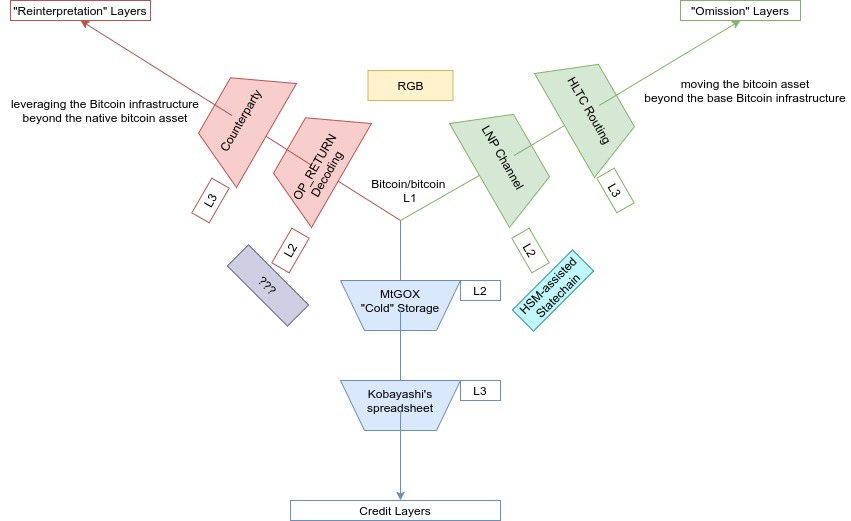 "Reinterpretation" Layers
"Omission" Layers
leveraging the Bitcoin infrastructure
beyond the native bitcoin asset
RGB
moving the bitcoin asset
beyond the base Bitcoin infrastructure
Counterparty
L3
OP_RETURN
Decoding
L2
???
Bitcoin/bitcoin
L1
LNP Channel
L2
HLTC Routing
L3
HSM-assisted
Statechain
MtGOX
"Cold" Storage
L2
Kobayashi's
spreadsheet
L3
Credit Layers